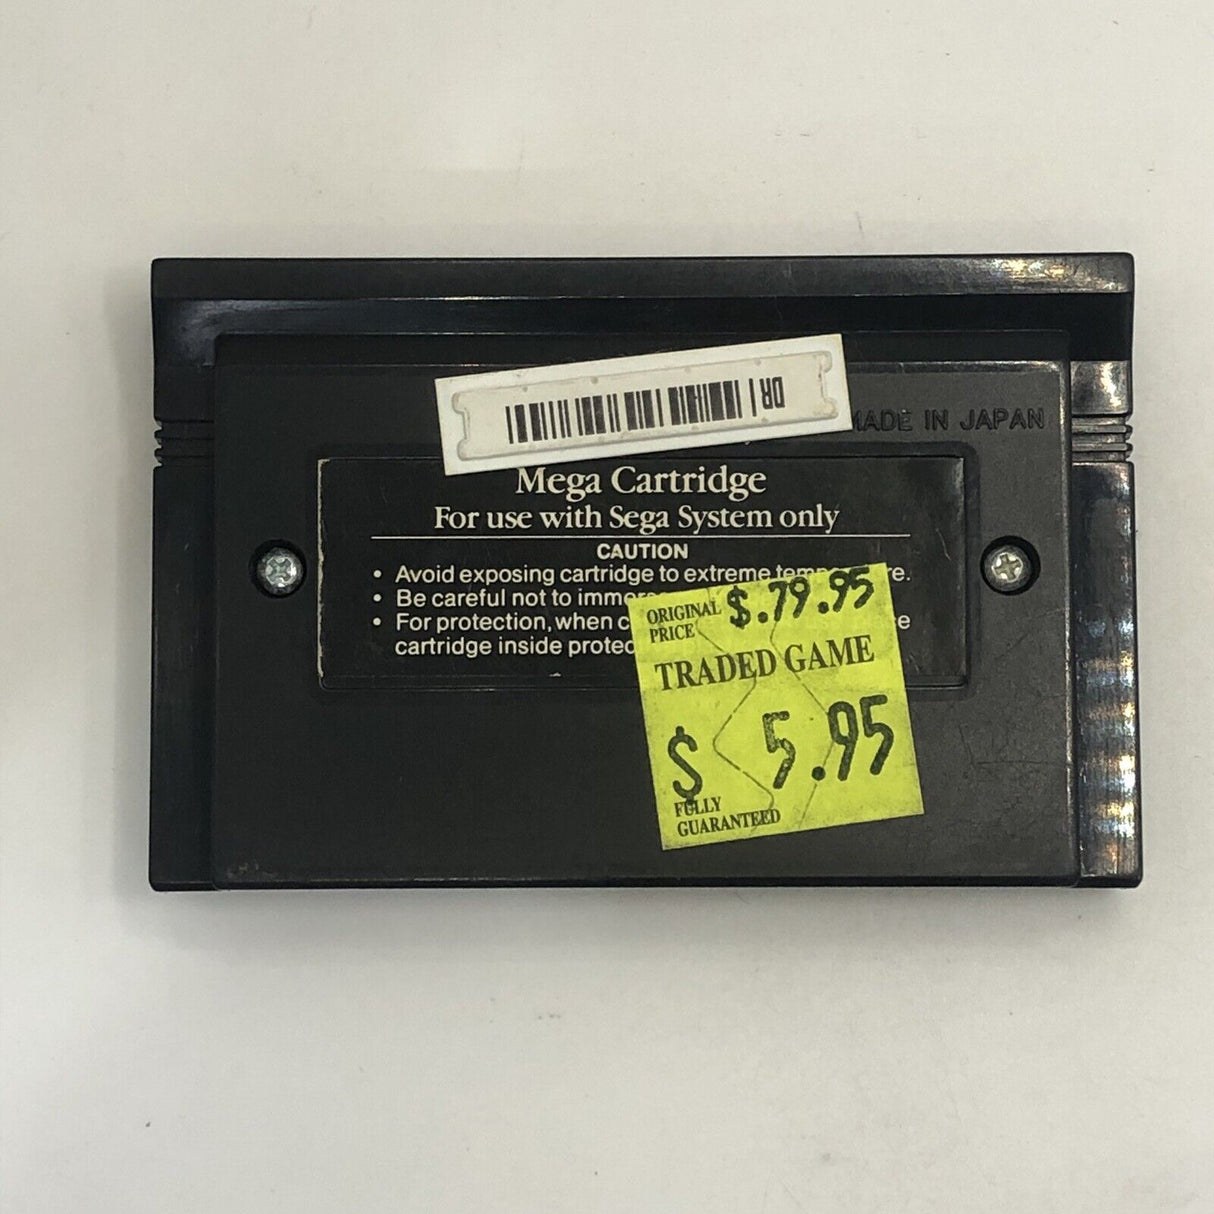 DR
MADE IN JAPAN
Mega Cartridge
For use with Sega System only
CAUTION
• Avoid exposing cartridge to extreme
• Be careful not to
• For protection, when
cartridge inside
ORIGINAL PRICE $.79.95
TRADED GAME
$ 5.95
FULLY
GUARANTEED